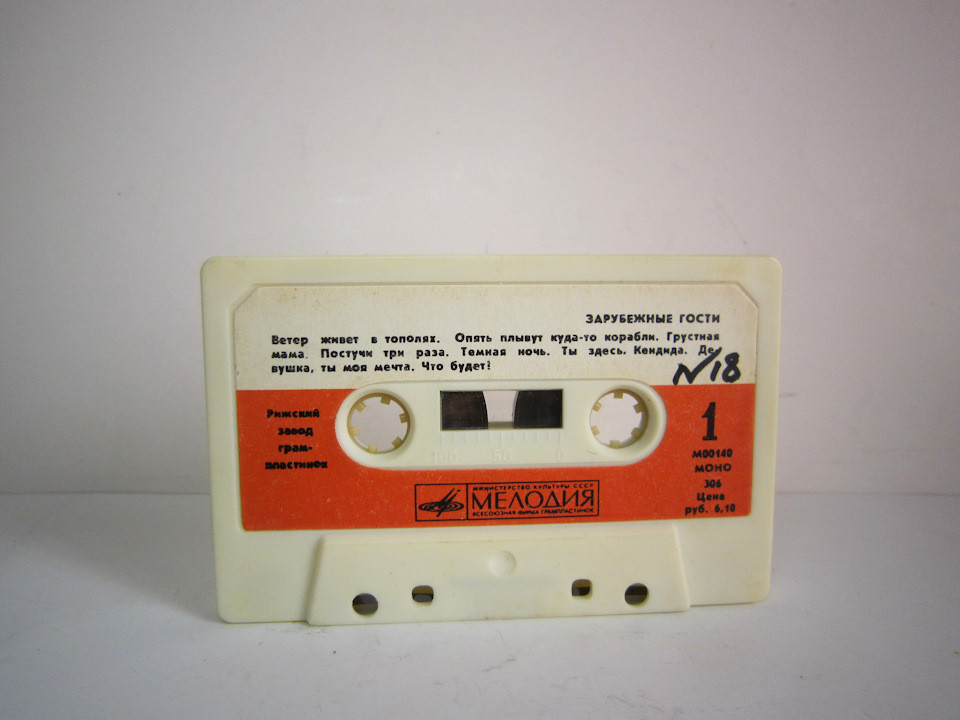 ЗАРУБЕЖНЫЕ ГОСТИ
Ветер живет в тополях. Опять плывут куда-то корабли. Грустная
мама. Постучи три раза. Темная ночь. Ты здесь. Кандида. Де-
вушка, ты моя мечта. Что будет!
N18
Рижский
завод
грам-
пластинок
1
М00140
МОНО
306
Цена
руб. 6,10
100 50 0
МИНИСТЕРСТВО КУЛЬТУРЫ СССР
МЕЛОДИЯ
ВСЕСОЮЗНАЯ ФИРМА ГРАМПЛАСТИНОК